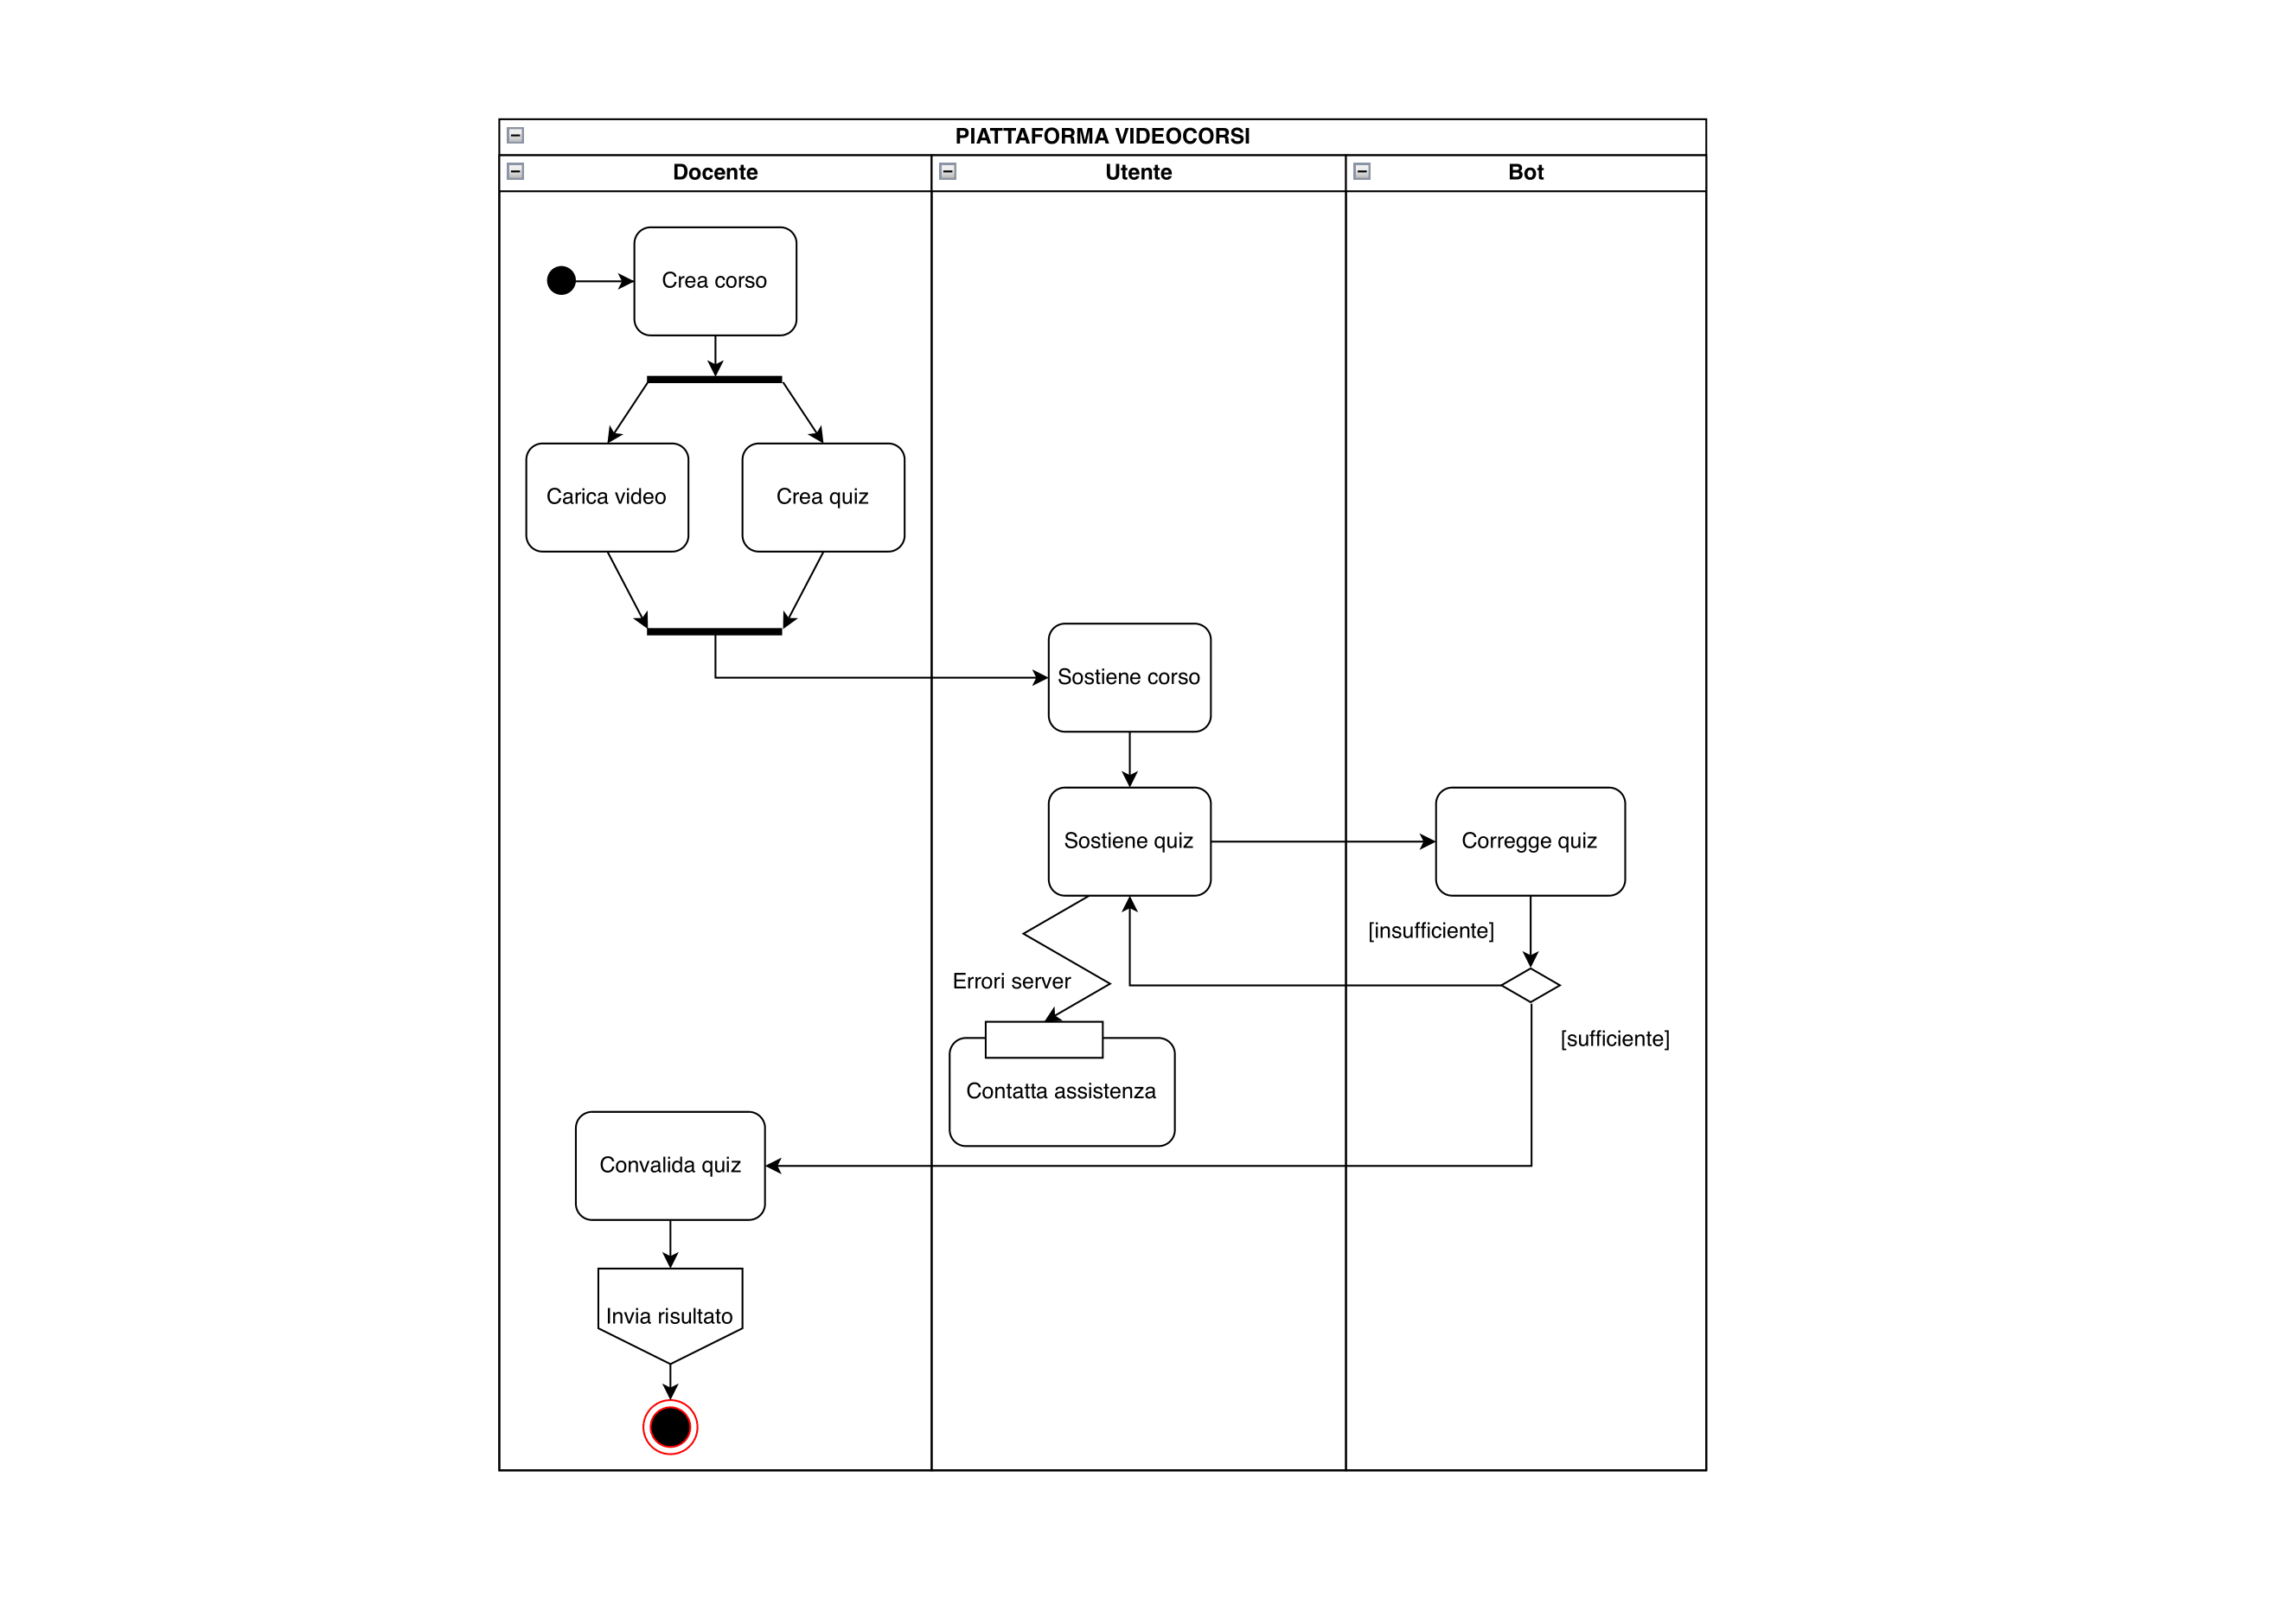 PIATTAFORMA VIDEOCORSI
Docente
Utente
Bot
Crea corso
Carica video
Crea quiz
Sostiene corso
Sostiene quiz
Corregge quiz
[insufficiente]
Errori server
[sufficiente]
Contatta assistenza
Convalida quiz
Invia risultato